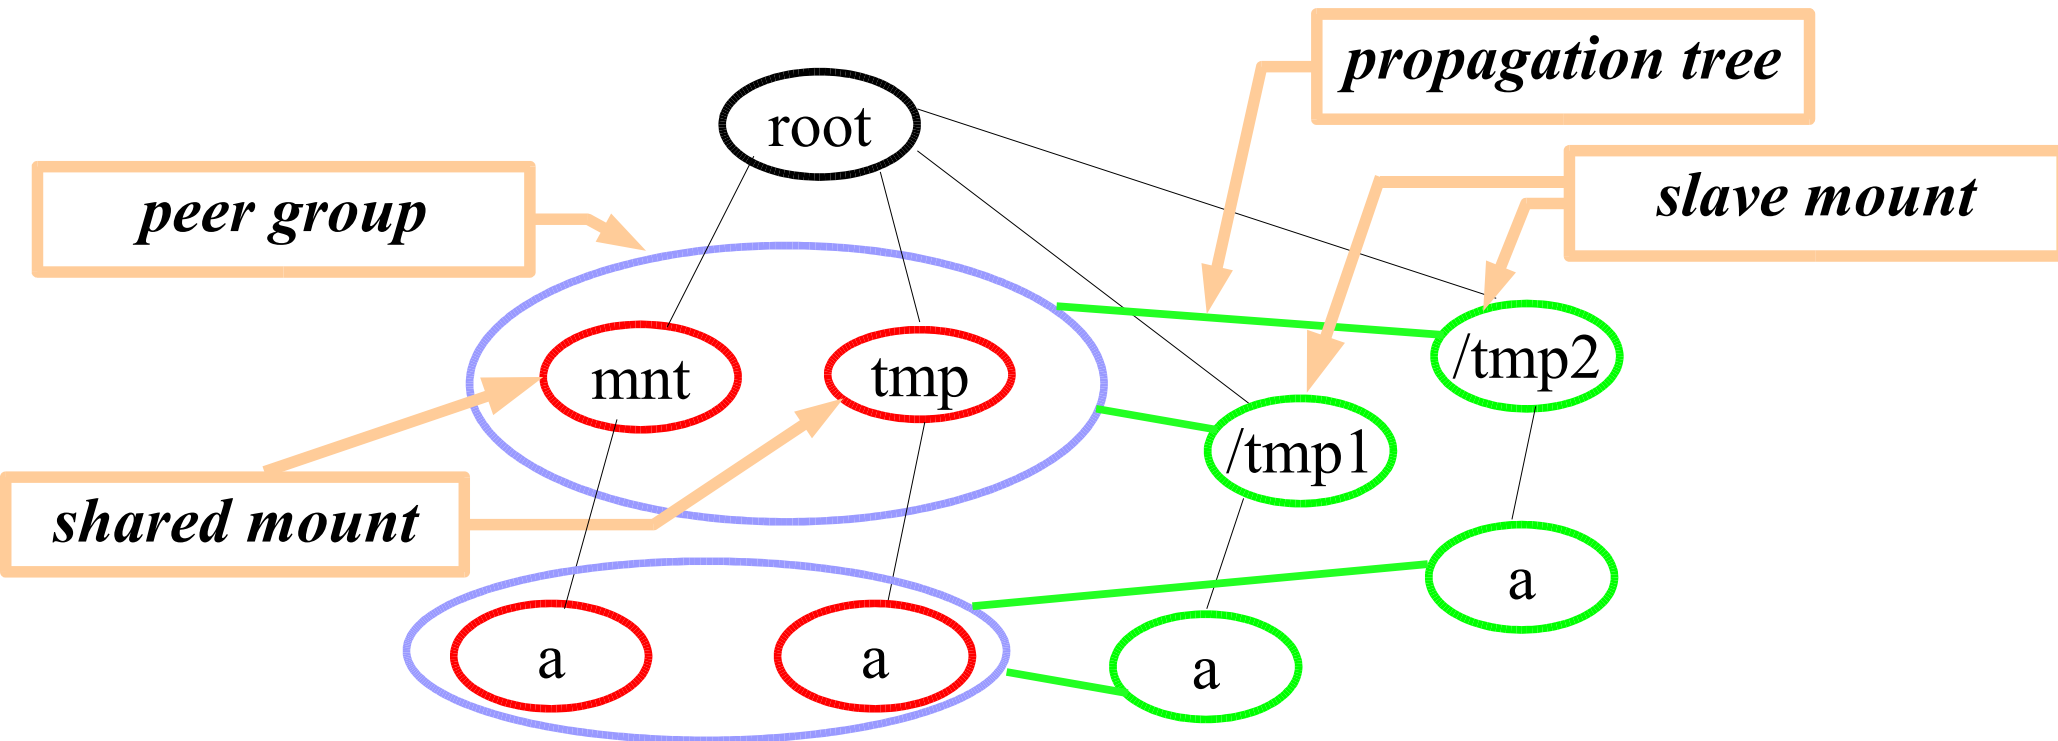 propagation tree
root
slave mount
peer group
/tmp2
mnt
tmp
/tmp1
shared mount
a
a
a
a